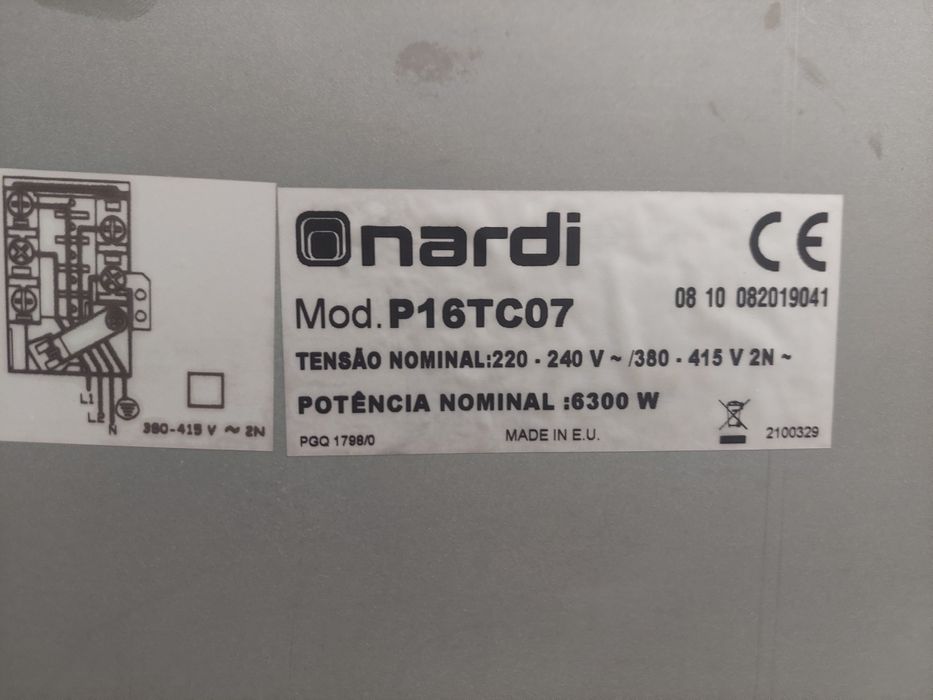 nardi
CE
Mod. P16TC07
08 10 082019041
TENSÃO NOMINAL:220 - 240 V ~ /380 - 415 V 2N ~
POTÊNCIA NOMINAL :6300 W
PGQ 1798/0
MADE IN E.U.
2100329
L1
L2
N
380-415 V ~ 2N